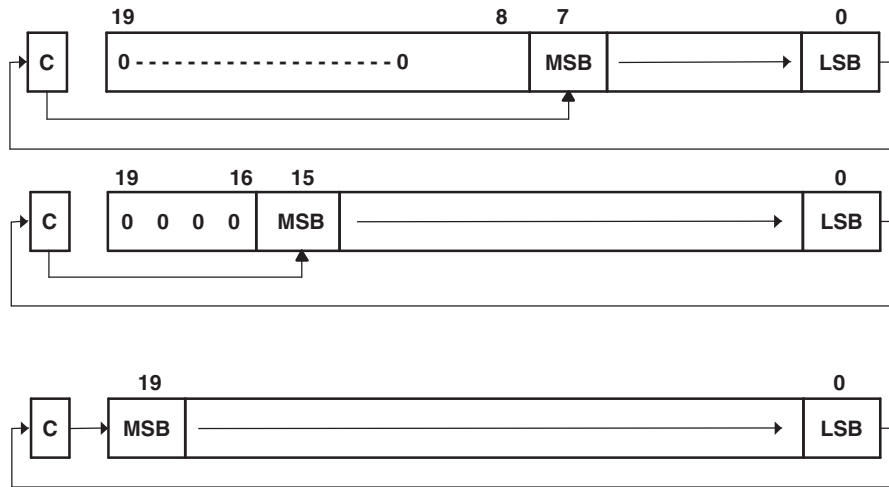 19 8 7 0
C 0--------------------0 MSB LSB
19 16 15 0
C 0 0 0 0 MSB LSB
19 0
C MSB LSB